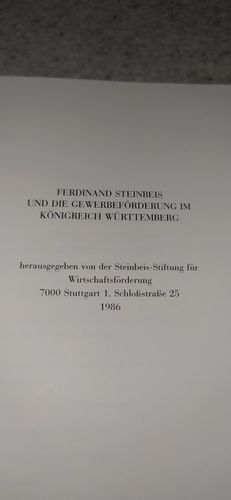 FERDINAND STEINBEIS
UND DIE GEWERBEFÖRDERUNG IM
KÖNIGREICH WÜRTTEMBERG
herausgegeben von der Steinbeis-Stiftung für
Wirtschaftsförderung
7000 Stuttgart 1, Schloßstraße 25
1986